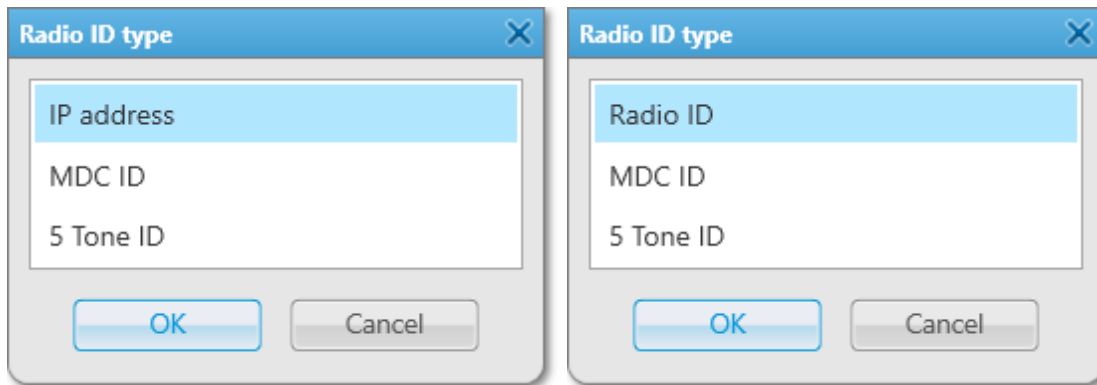 Radio ID type
IP address
MDC ID
5 Tone ID
OK Cancel
Radio ID type
Radio ID
MDC ID
5 Tone ID
OK Cancel